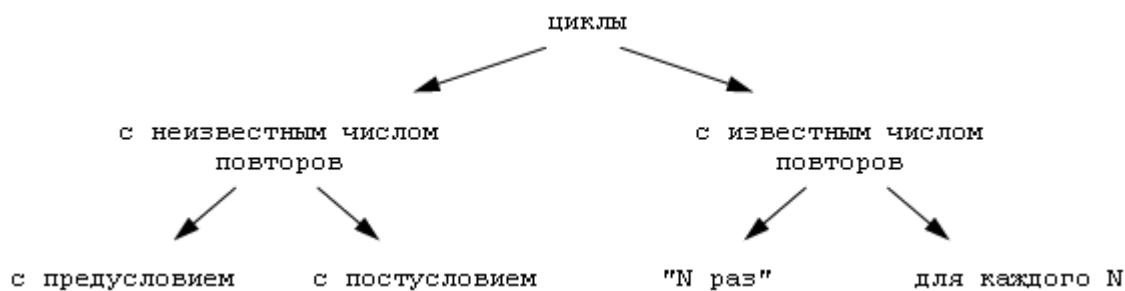 циклы
с неизвестным числом
повторов
с известным числом
повторов
с предусловием
с постусловием
"N раз"
для каждого N